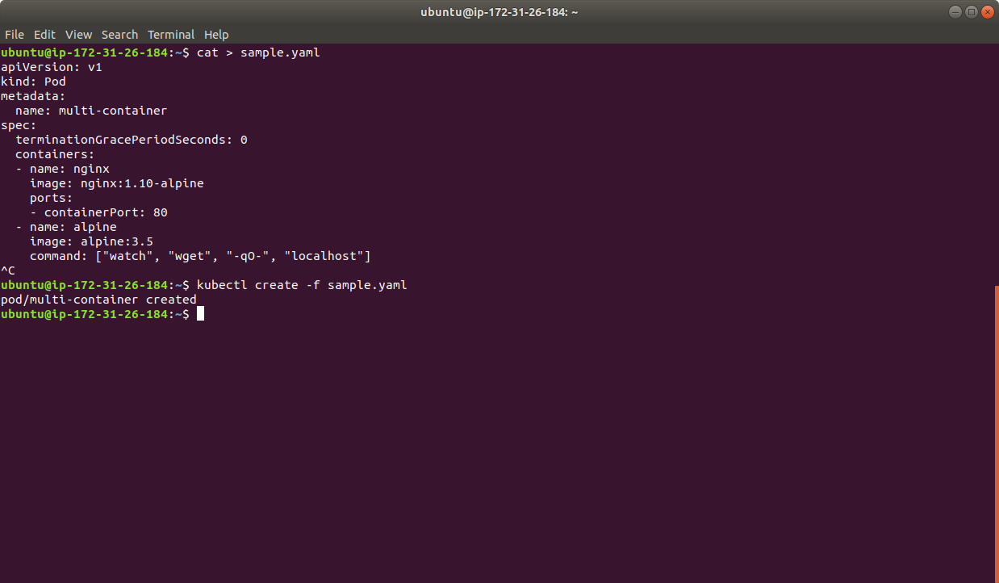 ubuntu@ip-172-31-26-184: ~
File Edit View Search Terminal Help
ubuntu@ip-172-31-26-184:~$ cat > sample.yaml
apiVersion: v1
kind: Pod
metadata:
  name: multi-container
spec:
  terminationGracePeriodSeconds: 0
  containers:
  - name: nginx
    image: nginx:1.10-alpine
    ports:
    - containerPort: 80
  - name: alpine
    image: alpine:3.5
    command: ["watch", "wget", "-qO-", "localhost"]
^C
ubuntu@ip-172-31-26-184:~$ kubectl create -f sample.yaml
pod/multi-container created
ubuntu@ip-172-31-26-184:~$